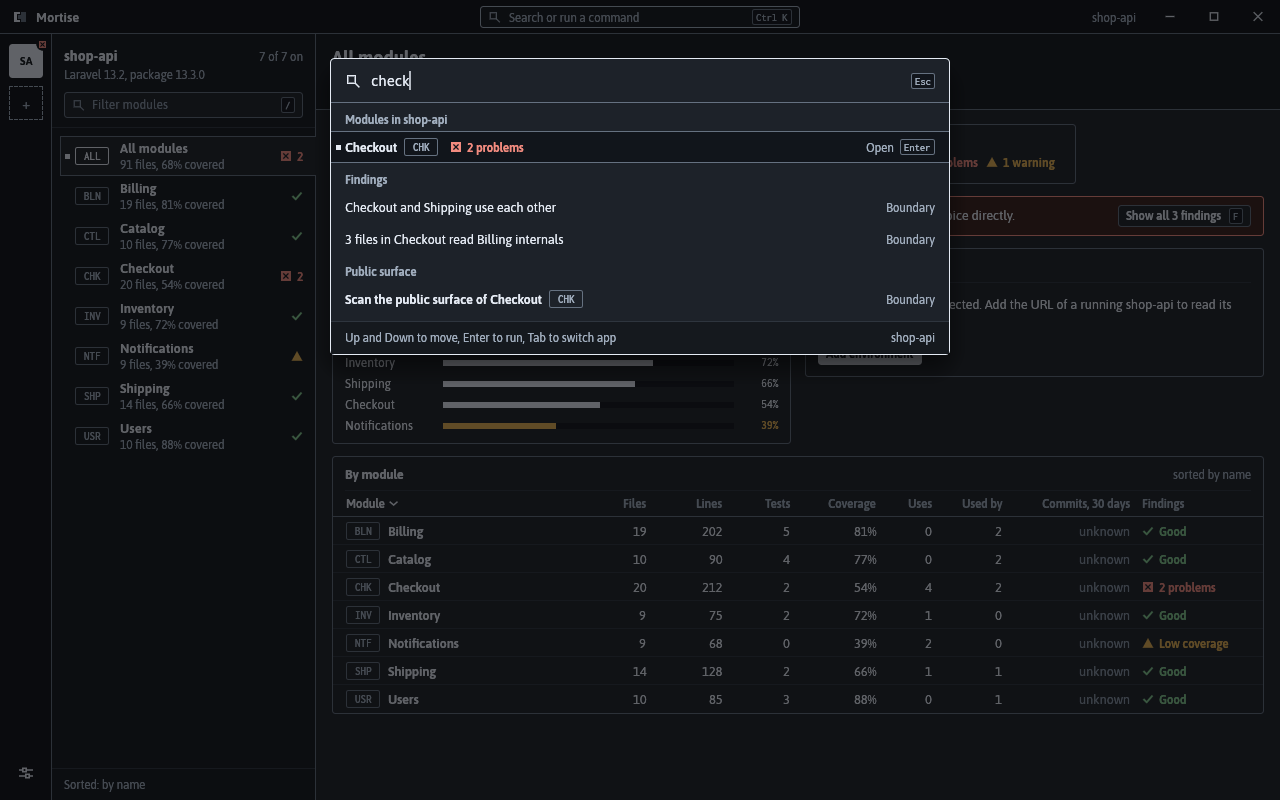 Mortise
Search or run a command
Ctrl K
shop-api
SA
+
shop-api
7 of 7 on
Laravel 13.2, package 13.3.0
Filter modules
/
ALL
All modules
91 files, 68% covered
2
BLN
Billing
19 files, 81% covered
CTL
Catalog
10 files, 77% covered
CHK
Checkout
20 files, 54% covered
2
INV
Inventory
9 files, 72% covered
NTF
Notifications
9 files, 39% covered
SHP
Shipping
14 files, 66% covered
USR
Users
10 files, 88% covered
Sorted: by name
All modules
check
Esc
Modules in shop-api
Checkout CHK 2 problems
Open Enter
Findings
Checkout and Shipping use each other
Boundary
3 files in Checkout read Billing internals
Boundary
Public surface
Scan the public surface of Checkout CHK
Boundary
Up and Down to move, Enter to run, Tab to switch app
shop-api
1 warning
directly.
Show all 3 findings F
Add the URL of a running shop-api to read its
Add environment
Inventory 72%
Shipping 66%
Checkout 54%
Notifications 39%
By module
sorted by name
Module Files Lines Tests Coverage Uses Used by Commits, 30 days Findings
BLN Billing 19 202 5 81% 0 2 unknown Good
CTL Catalog 10 90 4 77% 0 2 unknown Good
CHK Checkout 20 212 2 54% 4 2 unknown 2 problems
INV Inventory 9 75 2 72% 1 0 unknown Good
NTF Notifications 9 68 0 39% 2 0 unknown Low coverage
SHP Shipping 14 128 2 66% 1 1 unknown Good
USR Users 10 85 3 88% 0 1 unknown Good